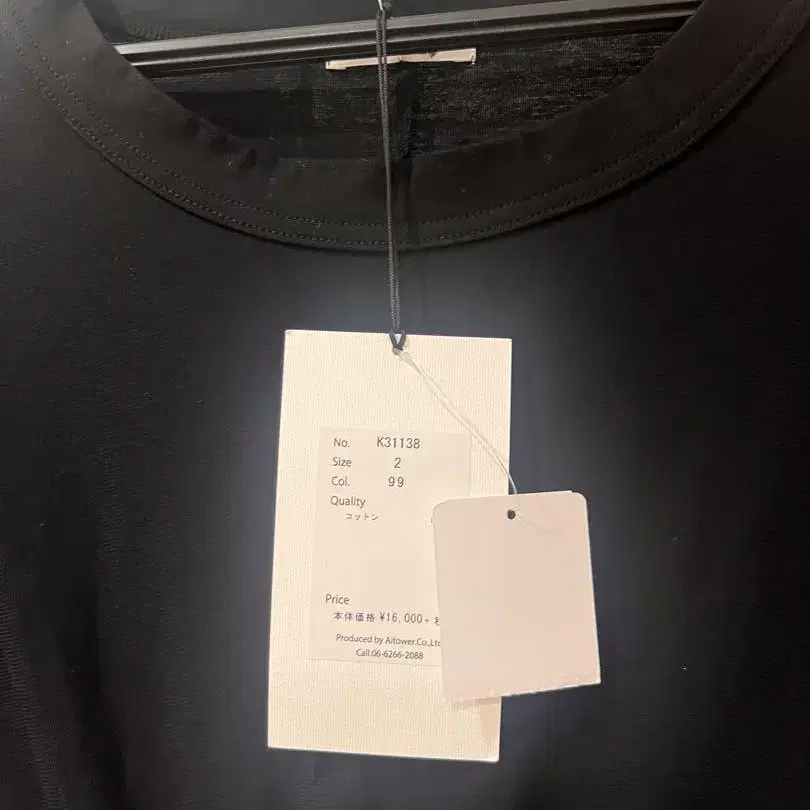 No. K31138
Size 2
Col. 99
Quality
コットン
Price
本体価格 ¥16,000+
Produced by Aitower.Co.,Ltd
Call.06-6266-2088